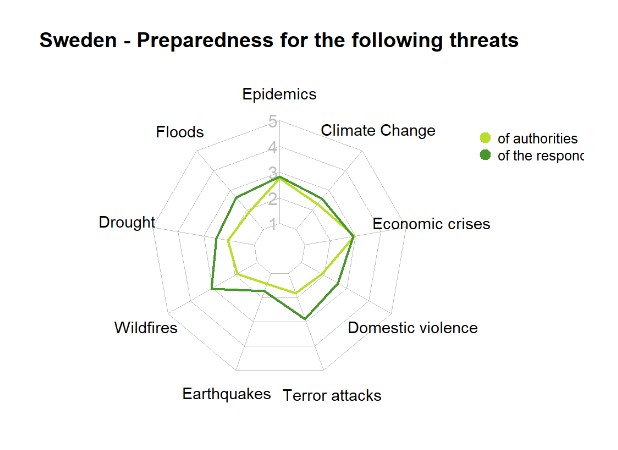 Sweden - Preparedness for the following threats
Epidemics
Climate Change
Floods
of authorities
of the respond
5
4
3
2
1
Drought
Economic crises
Wildfires
Domestic violence
Earthquakes
Terror attacks